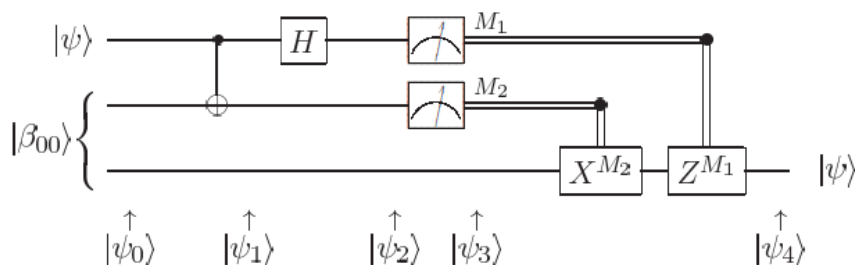 |ψ⟩ H M₁
M₂
|β₀₀⟩
X^{M₂} Z^{M₁} |ψ⟩
↑ ↑ ↑ ↑ ↑
|ψ₀⟩ |ψ₁⟩ |ψ₂⟩ |ψ₃⟩ |ψ₄⟩